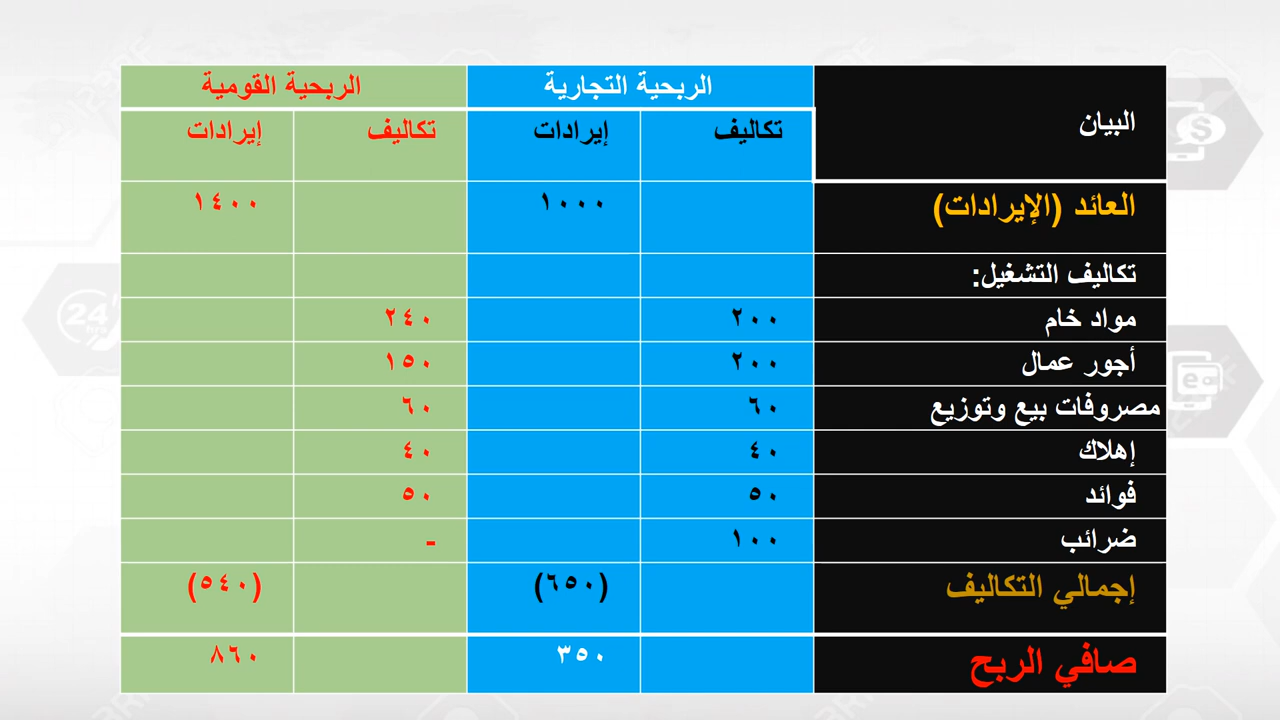 البيان
الربحية التجارية
الربحية القومية
تكاليف
إيرادات
تكاليف
إيرادات
العائد (الإيرادات)
١٠٠٠
١٤٠٠
تكاليف التشغيل:
مواد خام
٢٠٠
٢٤٠
أجور عمال
٢٠٠
١٥٠
مصروفات بيع وتوزيع
٦٠
٦٠
إهلاك
٤٠
٤٠
فوائد
٥٠
٥٠
ضرائب
١٠٠
-
إجمالي التكاليف
(٦٥٠)
(٥٤٠)
صافي الربح
٣٥٠
٨٦٠
24